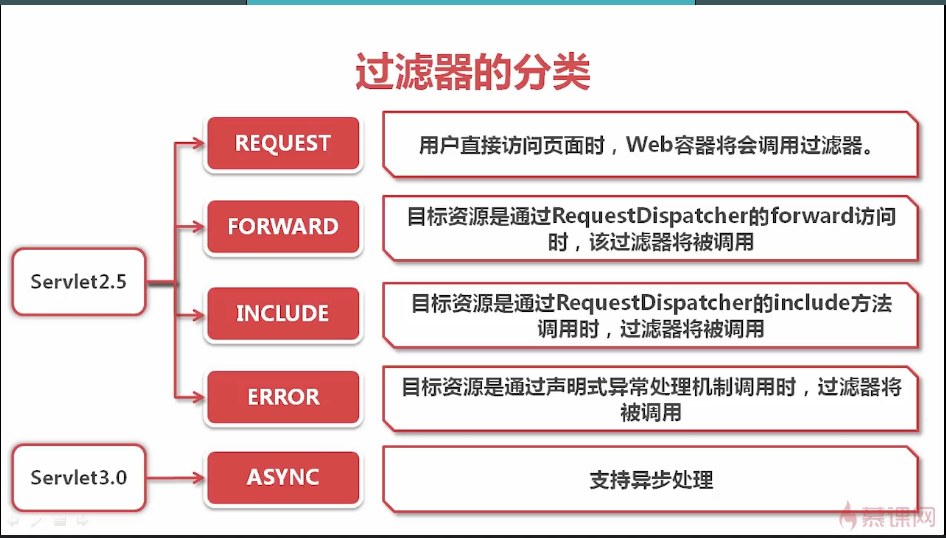 过滤器的分类
REQUEST
用户直接访问页面时，Web容器将会调用过滤器。
FORWARD
目标资源是通过RequestDispatcher的forward访问
时，该过滤器将被调用
Servlet2.5
INCLUDE
目标资源是通过RequestDispatcher的include方法
调用时，过滤器将被调用
ERROR
目标资源是通过声明式异常处理机制调用时，过滤器将
被调用
Servlet3.0
ASYNC
支持异步处理
慕课网